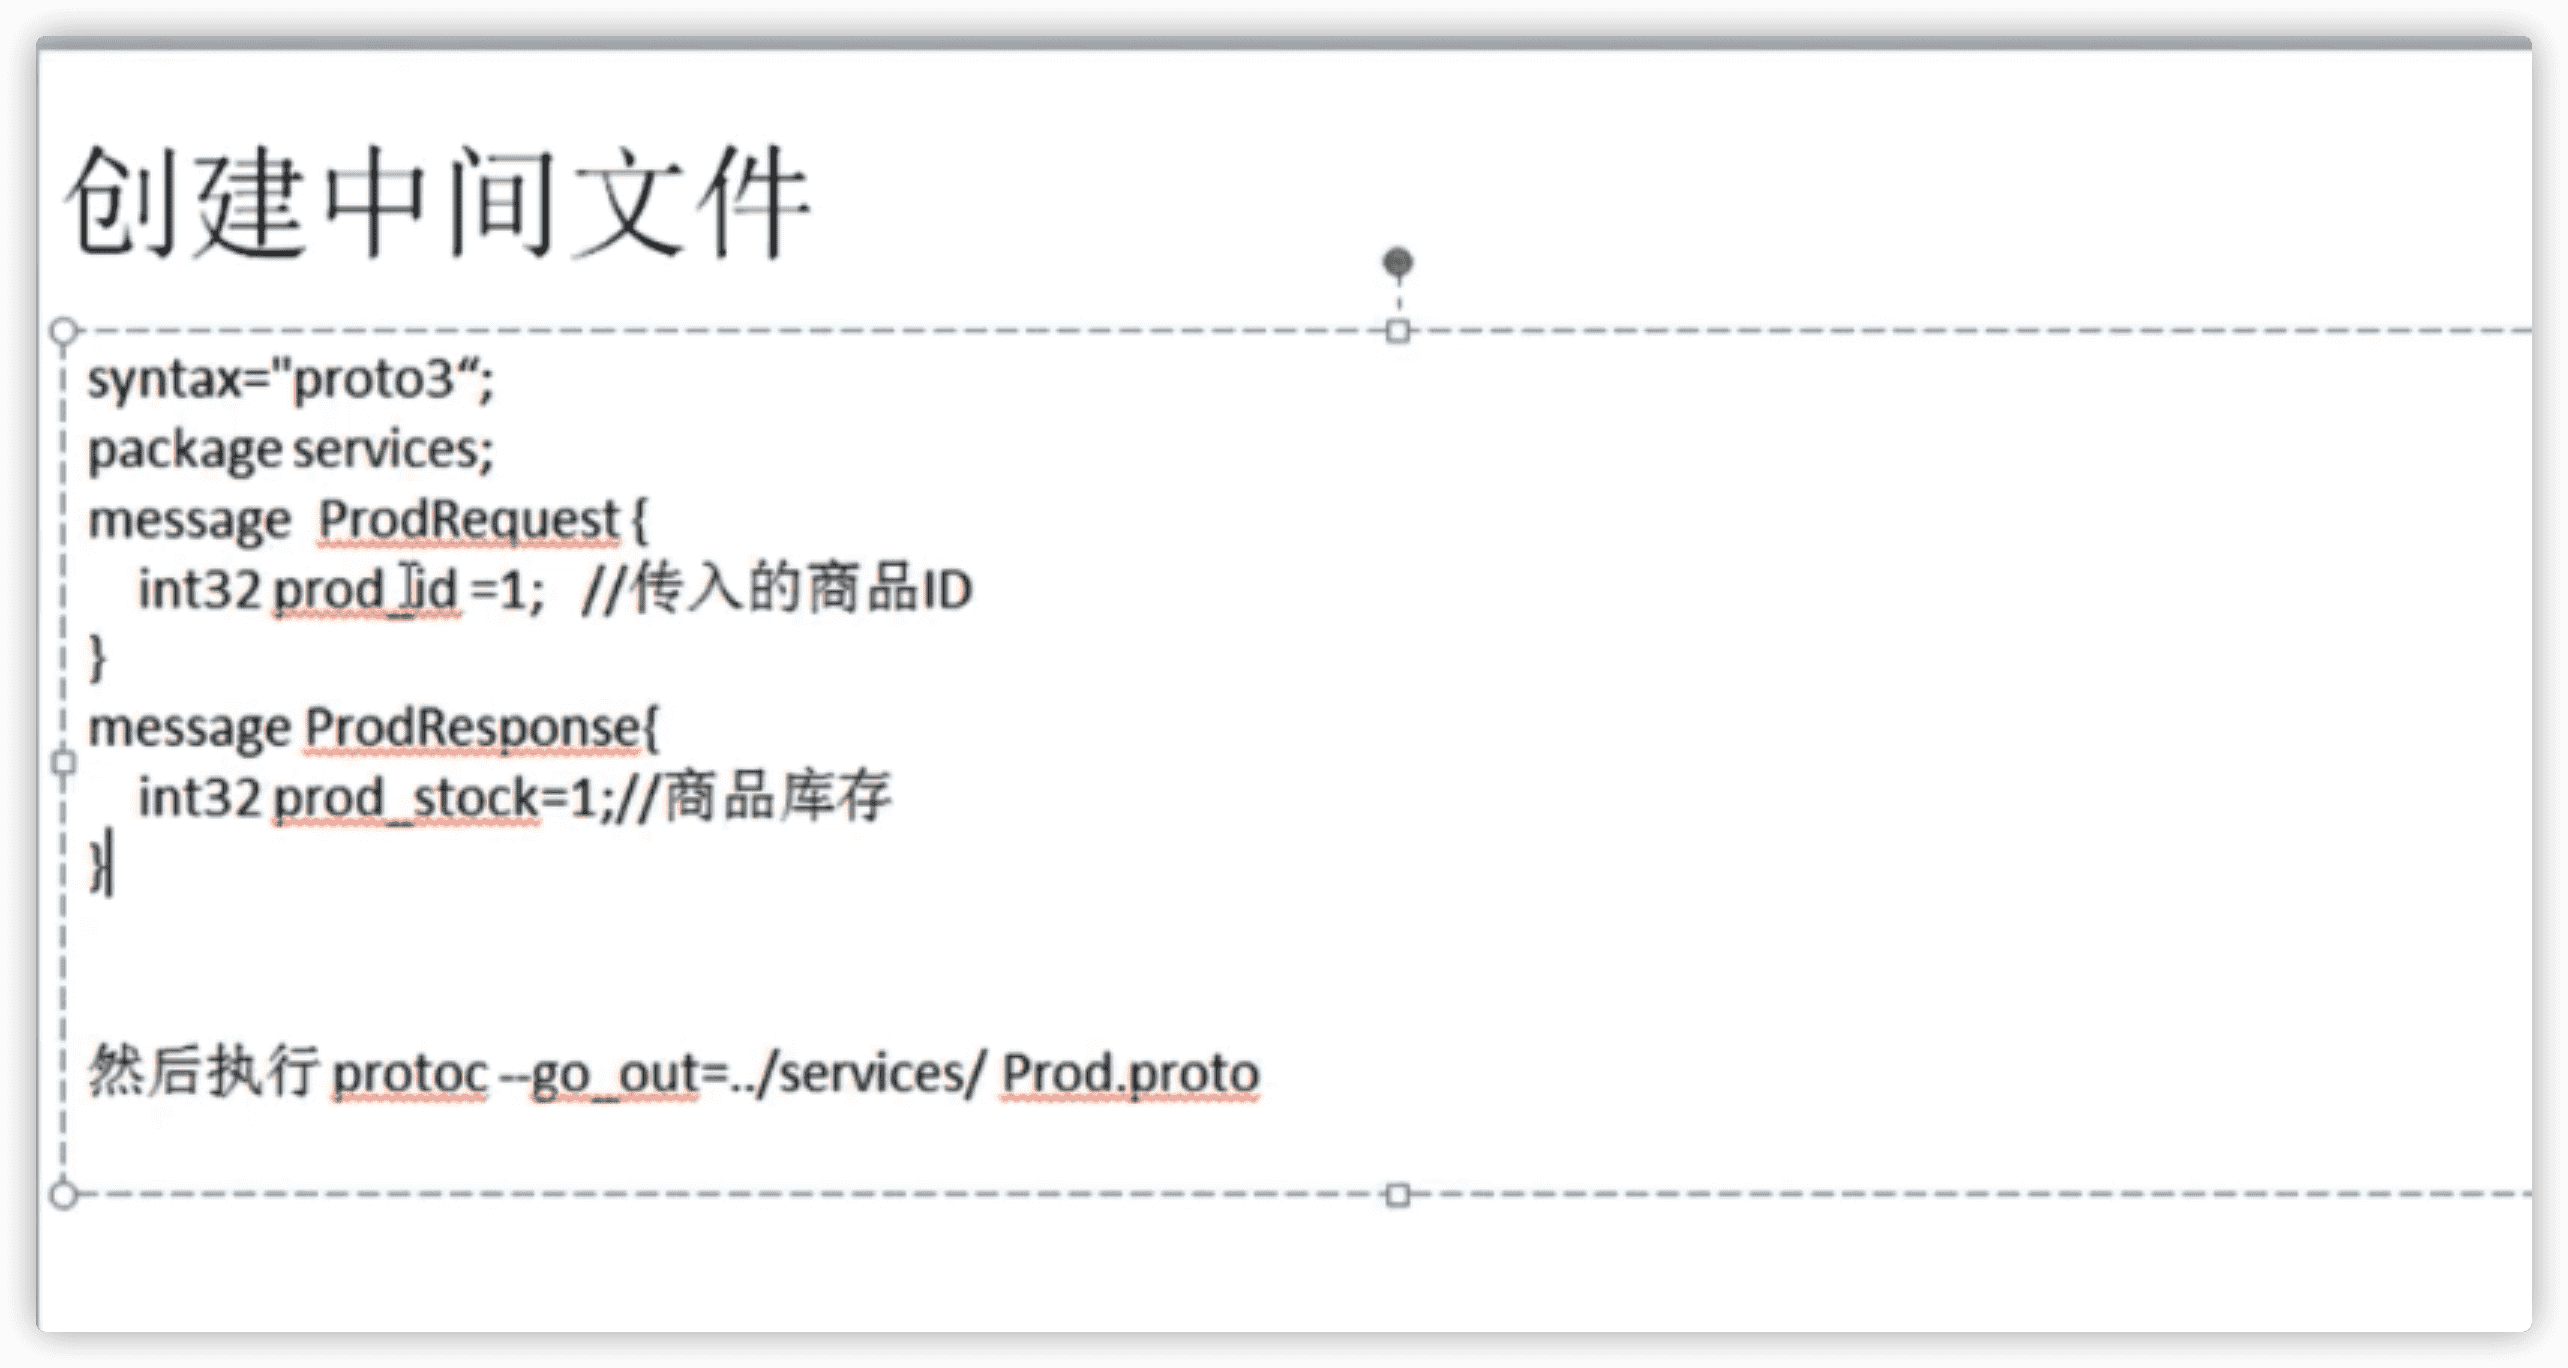 创建中间文件
syntax="proto3“;
package services;
message  ProdRequest {
int32 prod_id =1;   //传入的商品ID
}
message ProdResponse{
int32 prod_stock=1;//商品库存
}
然后执行 protoc --go_out=../services/ Prod.proto